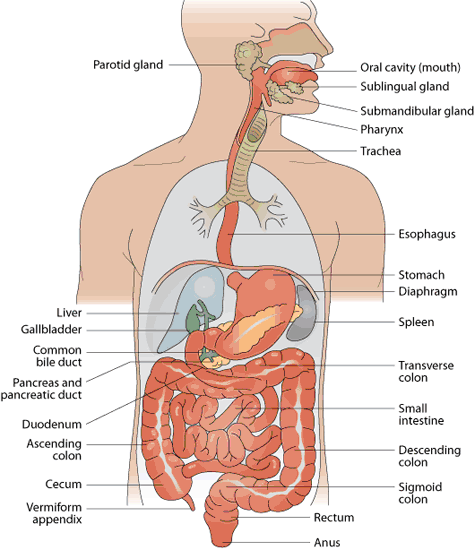 Parotid gland
Oral cavity (mouth)
Sublingual gland
Submandibular gland
Pharynx
Trachea
Esophagus
Stomach
Diaphragm
Liver
Gallbladder
Spleen
Common
bile duct
Transverse
colon
Pancreas and
pancreatic duct
Small
intestine
Duodenum
Ascending
colon
Descending
colon
Cecum
Sigmoid
colon
Vermiform
appendix
Rectum
Anus